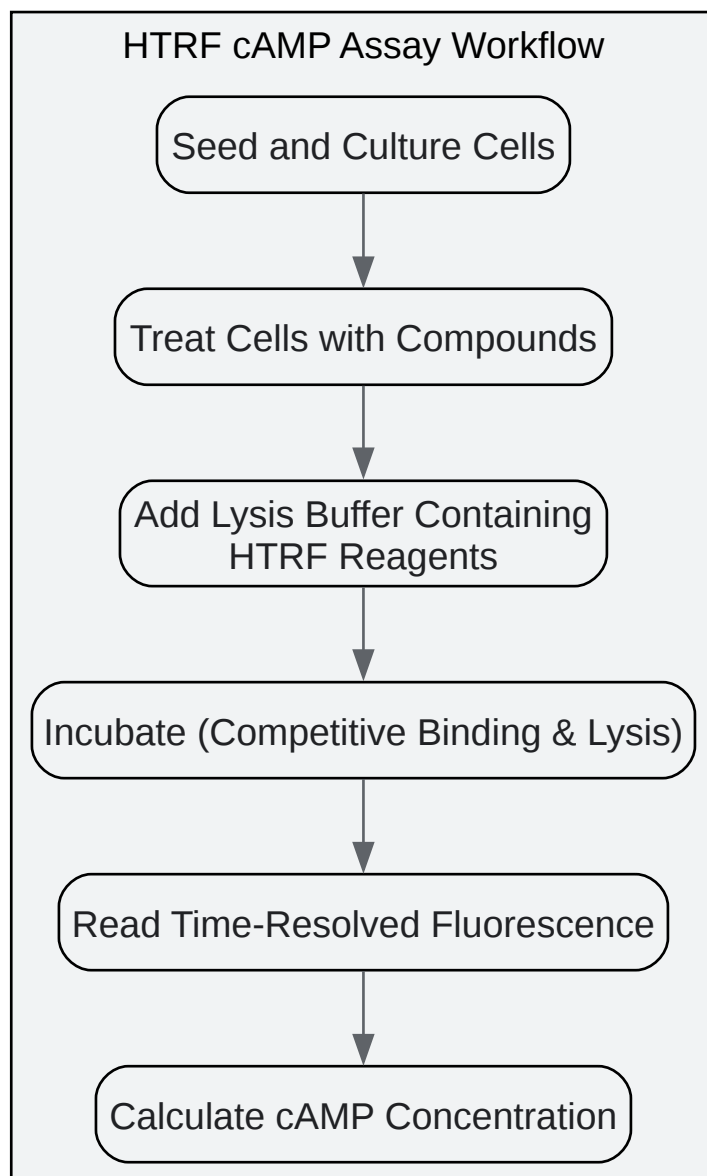 HTRF cAMP Assay Workflow
Seed and Culture Cells
Treat Cells with Compounds
Add Lysis Buffer Containing
HTRF Reagents
Incubate (Competitive Binding & Lysis)
Read Time-Resolved Fluorescence
Calculate cAMP Concentration